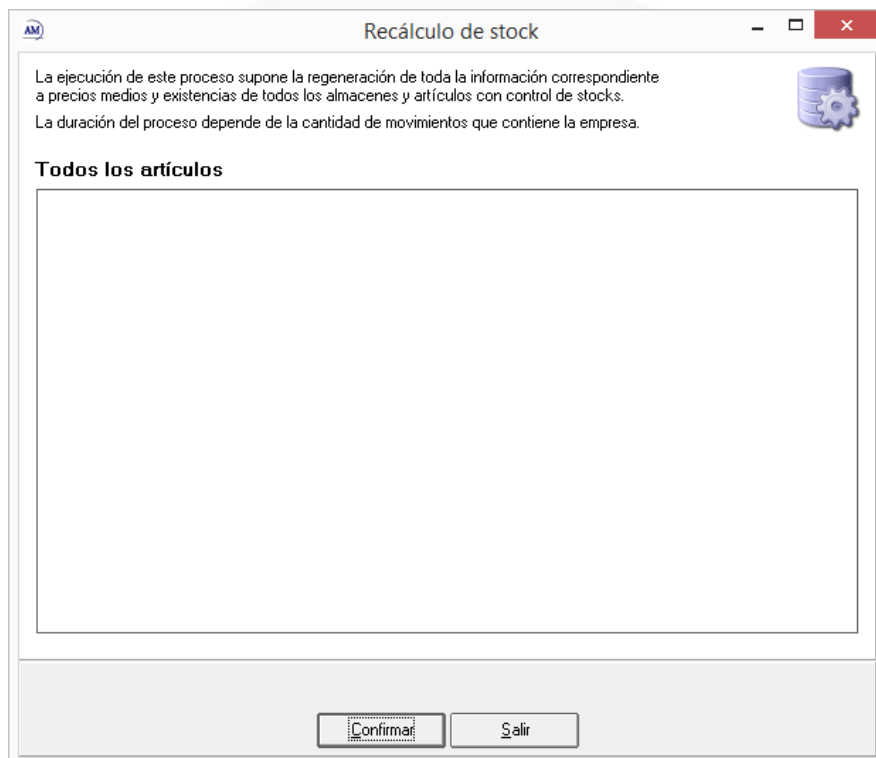 AM
Recálculo de stock
La ejecución de este proceso supone la regeneración de toda la información correspondiente
a precios medios y existencias de todos los almacenes y artículos con control de stocks.
La duración del proceso depende de la cantidad de movimientos que contiene la empresa.
Todos los artículos
Confirmar
Salir